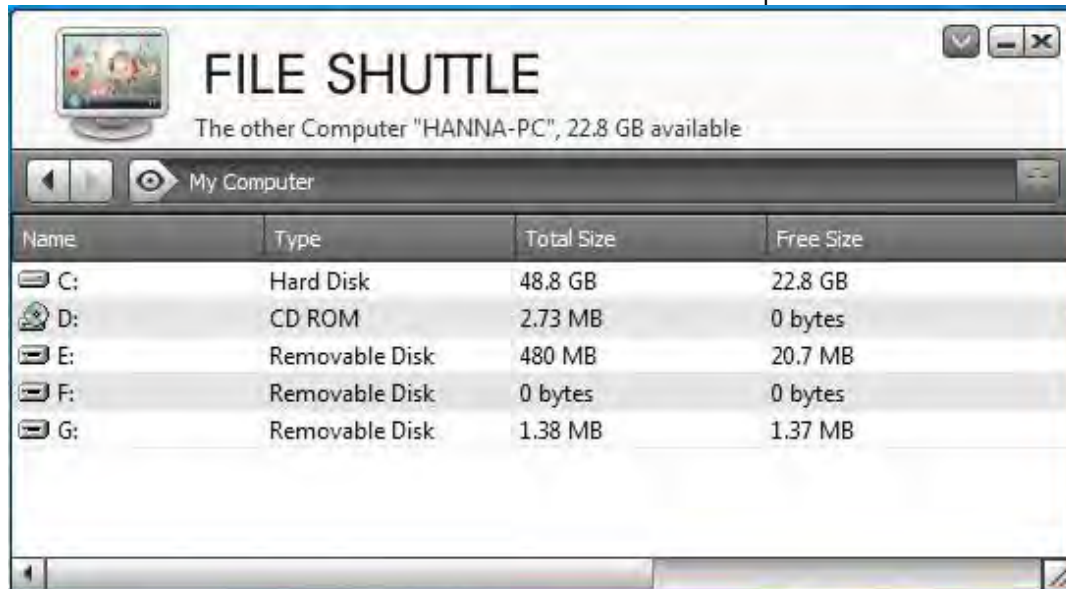 FILE SHUTTLE
The other Computer "HANNA-PC", 22.8 GB available
My Computer
Name Type Total Size Free Size
C: Hard Disk 48.8 GB 22.8 GB
D: CD ROM 2.73 MB 0 bytes
E: Removable Disk 480 MB 20.7 MB
F: Removable Disk 0 bytes 0 bytes
G: Removable Disk 1.38 MB 1.37 MB